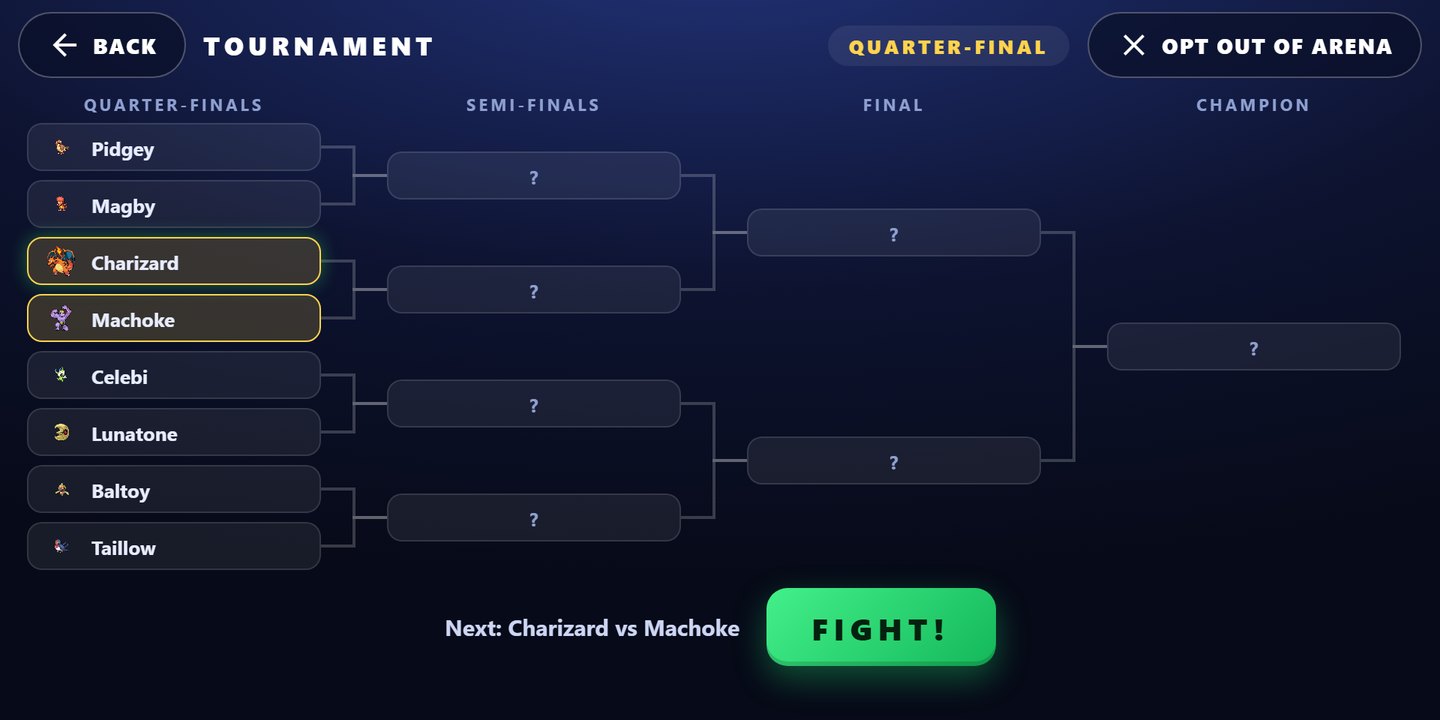 BACK
TOURNAMENT
QUARTER-FINAL
OPT OUT OF ARENA
QUARTER-FINALS
SEMI-FINALS
FINAL
CHAMPION
Pidgey
Magby
Charizard
Machoke
Celebi
Lunatone
Baltoy
Taillow
?
?
?
?
?
?
?
Next: Charizard vs Machoke
FIGHT!